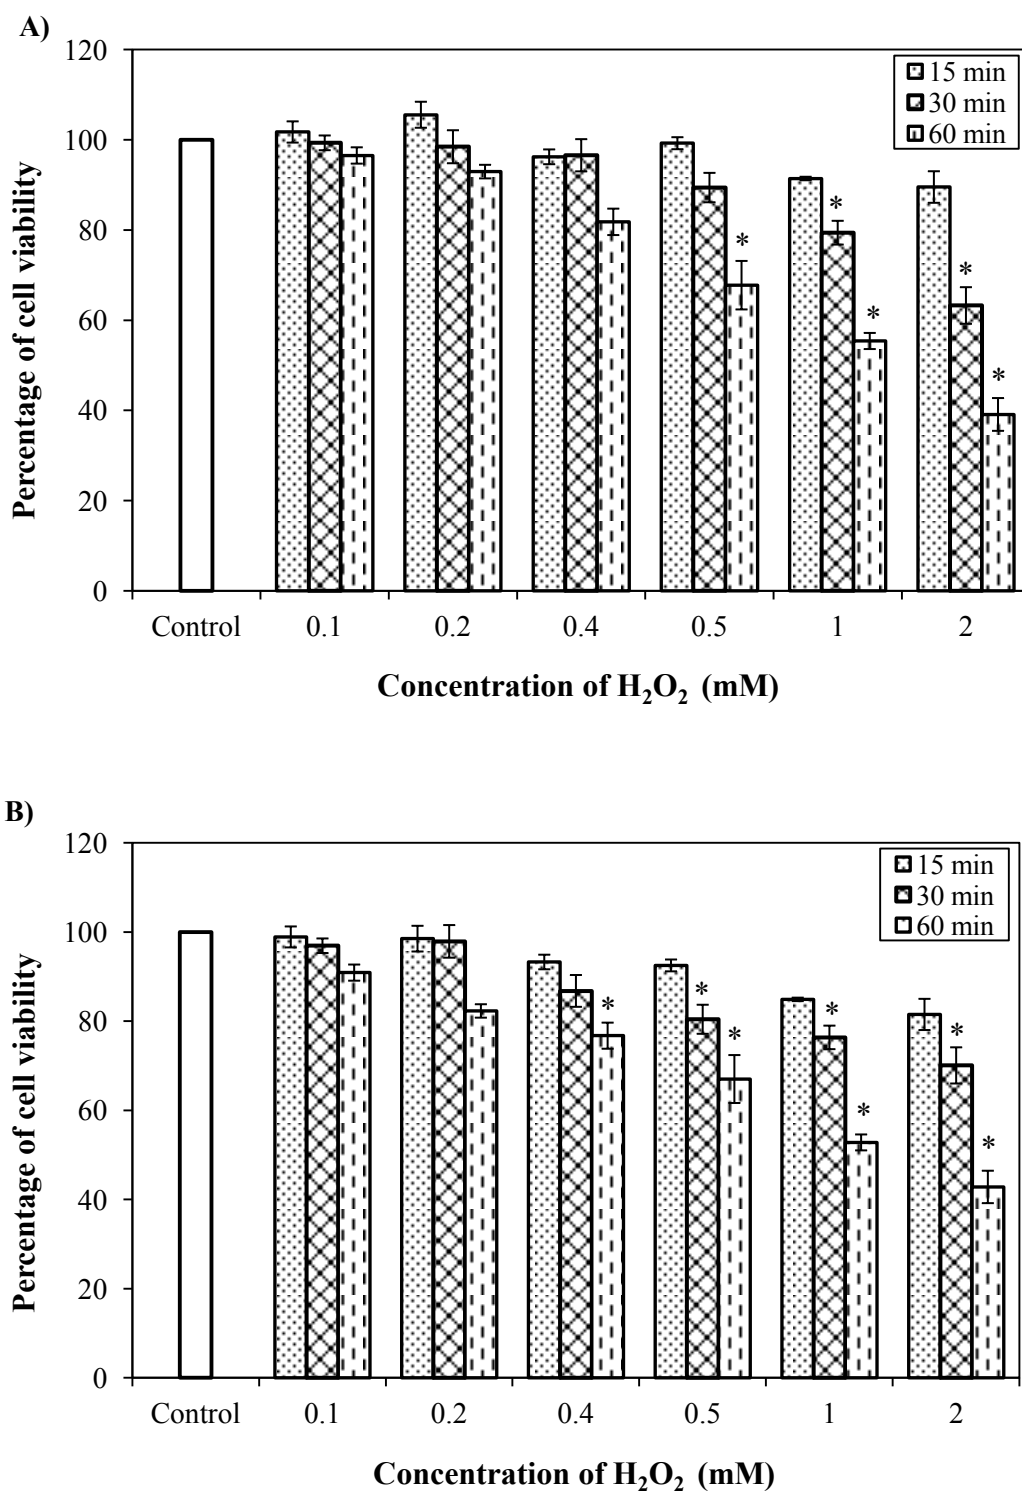 A)
120
100
80
60
40
20
0
Percentage of cell viability
15 min
30 min
60 min
*
*
*
*
*
Control 0.1 0.2 0.4 0.5 1 2
Concentration of H₂O₂ (mM)
B)
120
100
80
60
40
20
0
Percentage of cell viability
15 min
30 min
60 min
*
*
*
*
*
*
*
Control 0.1 0.2 0.4 0.5 1 2
Concentration of H₂O₂ (mM)